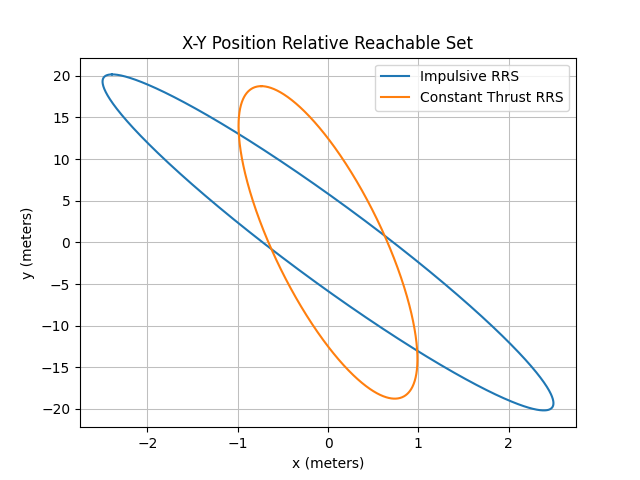 X-Y Position Relative Reachable Set
Impulsive RRS
Constant Thrust RRS
20
15
10
5
0
−5
−10
−15
−20
y (meters)
−2
−1
0
1
2
x (meters)